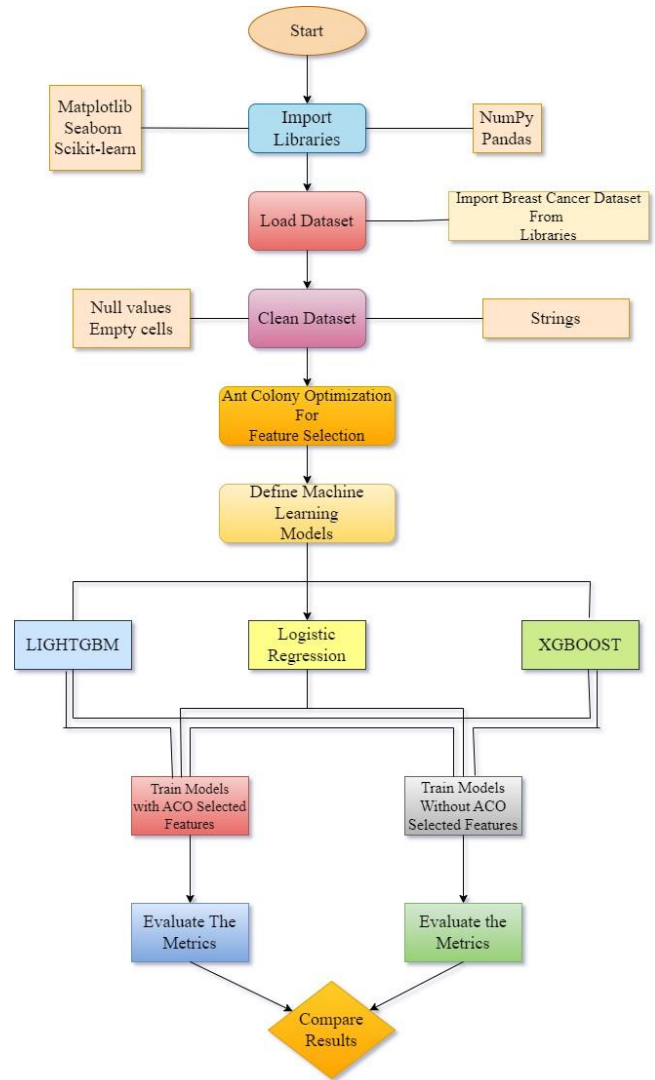 Start
Matplotlib
Seaborn
Scikit-learn
Import
Libraries
NumPy
Pandas
Load Dataset
Import Breast Cancer Dataset
From
Libraries
Null values
Empty cells
Clean Dataset
Strings
Ant Colony Optimization
For
Feature Selection
Define Machine
Learning
Models
LIGHTGBM
Logistic
Regression
XGBOOST
Train Models
with ACO Selected
Features
Train Models
Without ACO
Selected Features
Evaluate The
Metrics
Evaluate the
Metrics
Compare
Results